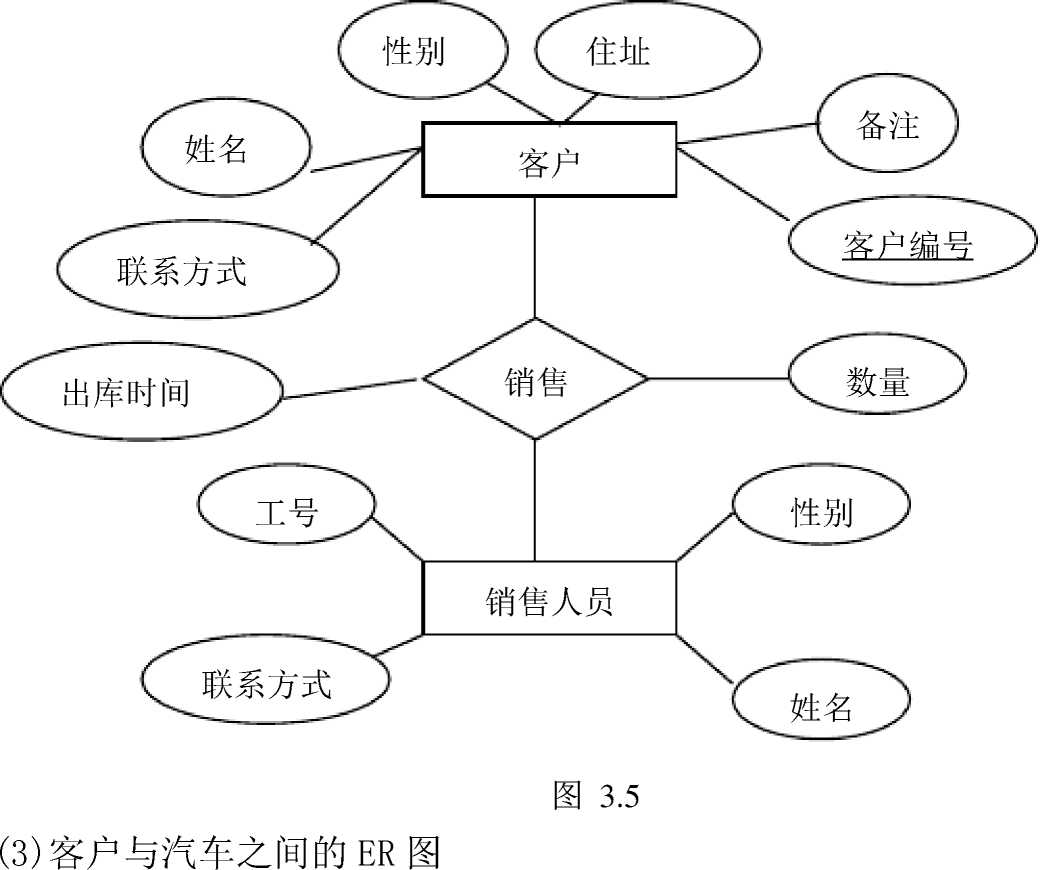 性别
住址
姓名
备注
客户
联系方式
客户编号
出库时间
销售
数量
工号
性别
销售人员
联系方式
姓名
图 3.5
(3)客户与汽车之间的 ER 图